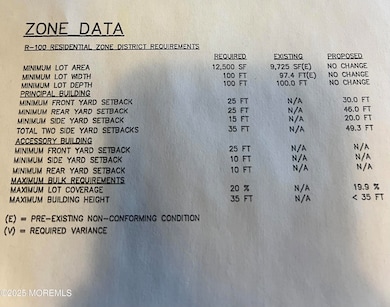 ZONE DATA
R-100 RESIDENTIAL ZONE DISTRICT REQUIREMENTS
REQUIRED EXISTING PROPOSED
MINIMUM LOT AREA 12,500 SF 9,725 SF(E) NO CHANGE
MINIMUM LOT WIDTH 100 FT 97.4 FT(E) NO CHANGE
MINIMUM LOT DEPTH 100 FT 100.0 FT NO CHANGE
PRINCIPAL BUILDING
MINIMUM FRONT YARD SETBACK 25 FT N/A 30.0 FT
MINIMUM REAR YARD SETBACK 25 FT N/A 46.0 FT
MINIMUM SIDE YARD SETBACK 15 FT N/A 20.0 FT
TOTAL TWO SIDE YARD SETBACKS 35 FT N/A 49.3 FT
ACCESSORY BUILDING
MINIMUM FRONT YARD SETBACK 25 FT N/A N/A
MINIMUM SIDE YARD SETBACK 10 FT N/A N/A
MINIMUM REAR YARD SETBACK 10 FT N/A N/A
MAXIMUM BULK REQUIREMENTS
MAXIMUM LOT COVERAGE 20 % N/A 19.9 %
MAXIMUM BUILDING HEIGHT 35 FT N/A < 35 FT
(E) = PRE-EXISTING NON-CONFORMING CONDITION
(V) = REQUIRED VARIANCE
©2025 MOREMLS